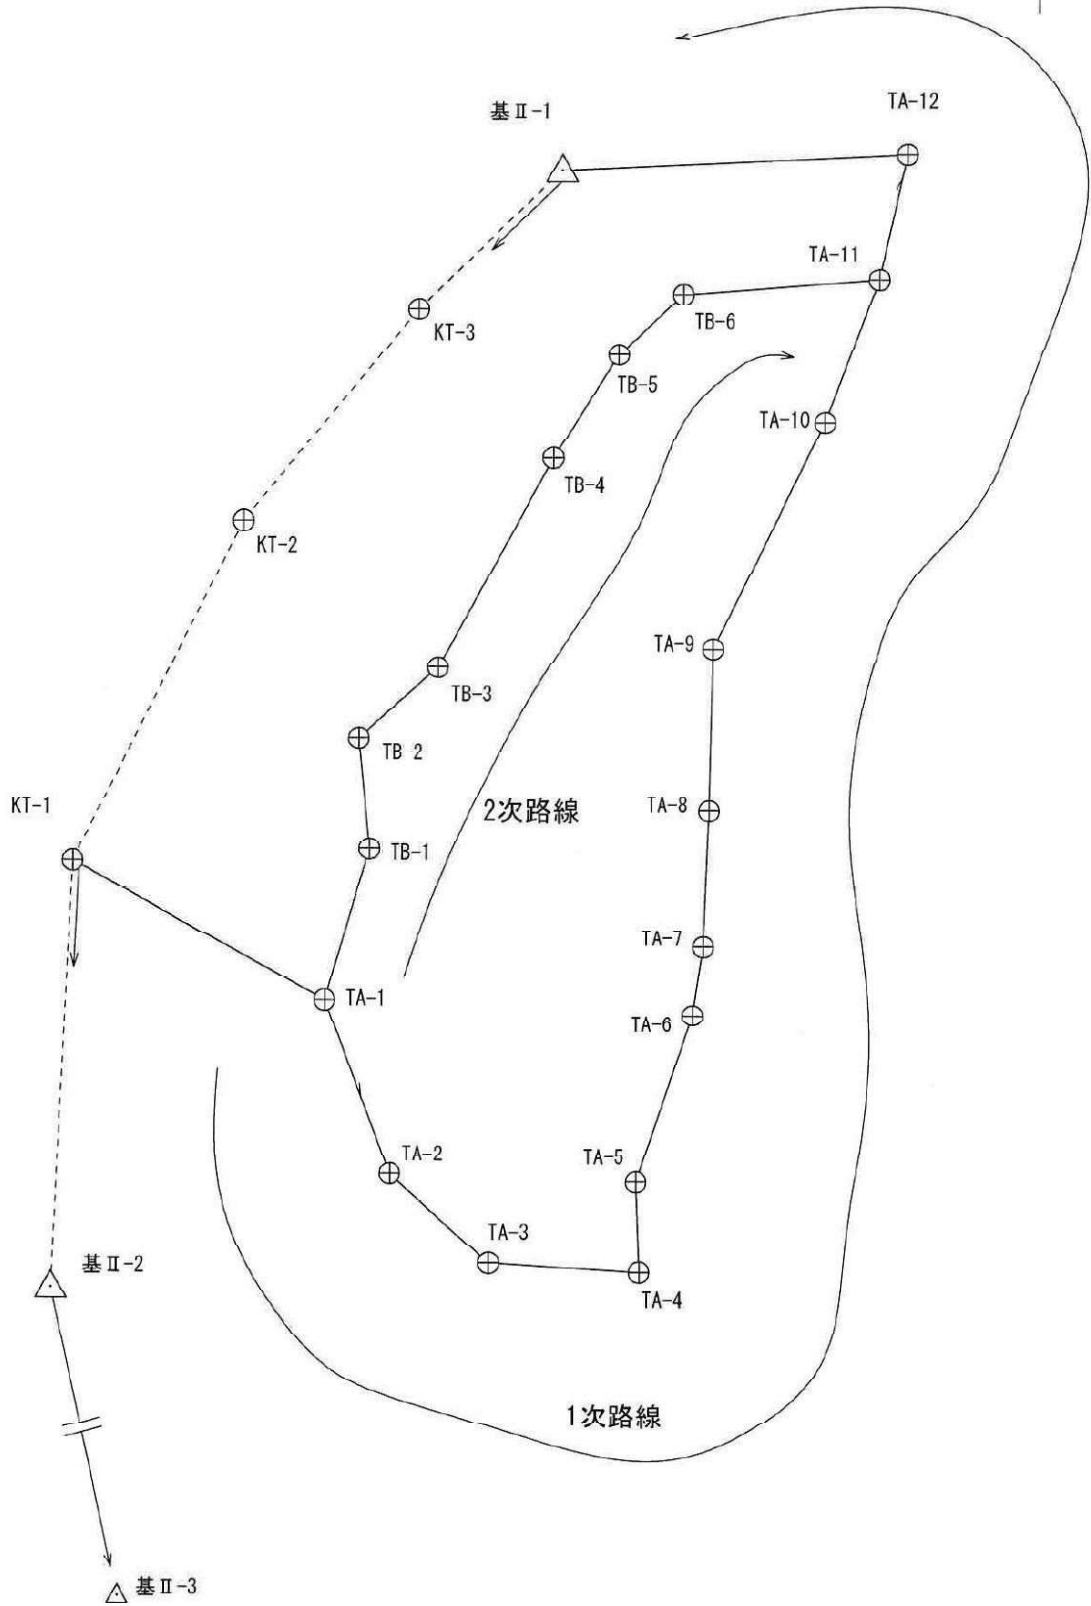 TA-12
基Ⅱ-1
TA-11
TB-6
KT-3
TB-5
TA-10
TB-4
KT-2
TA-9
TB-3
TB 2
KT-1
2次路線
TA-8
TB-1
TA-7
TA-1
TA-6
TA-2
TA-5
TA-3
基Ⅱ-2
TA-4
1次路線
基Ⅱ-3